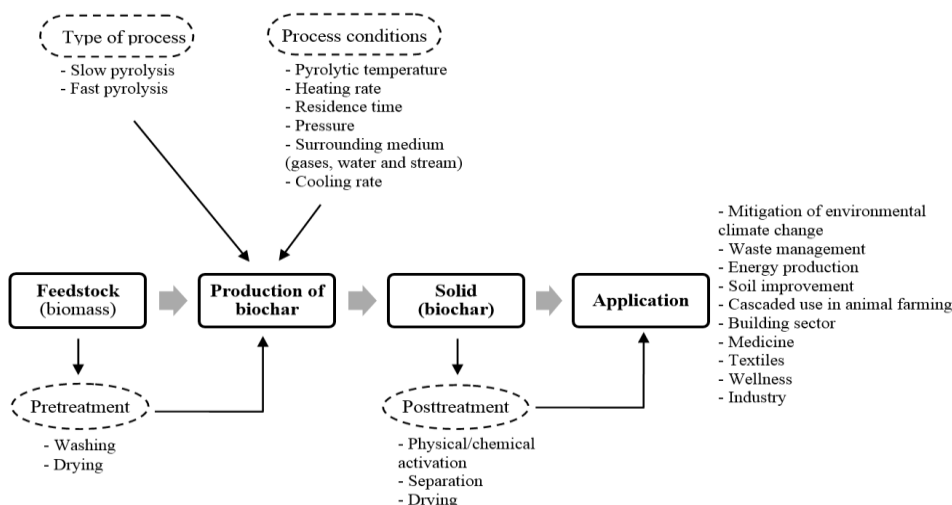 Type of process
- Slow pyrolysis
- Fast pyrolysis
Process conditions
- Pyrolytic temperature
- Heating rate
- Residence time
- Pressure
- Surrounding medium
(gases, water and stream)
- Cooling rate
Feedstock
(biomass)
Production of
biochar
Solid
(biochar)
Application
- Mitigation of environmental
climate change
- Waste management
- Energy production
- Soil improvement
- Cascaded use in animal farming
- Building sector
- Medicine
- Textiles
- Wellness
- Industry
Pretreatment
- Washing
- Drying
Posttreatment
- Physical/chemical
activation
- Separation
- Drying